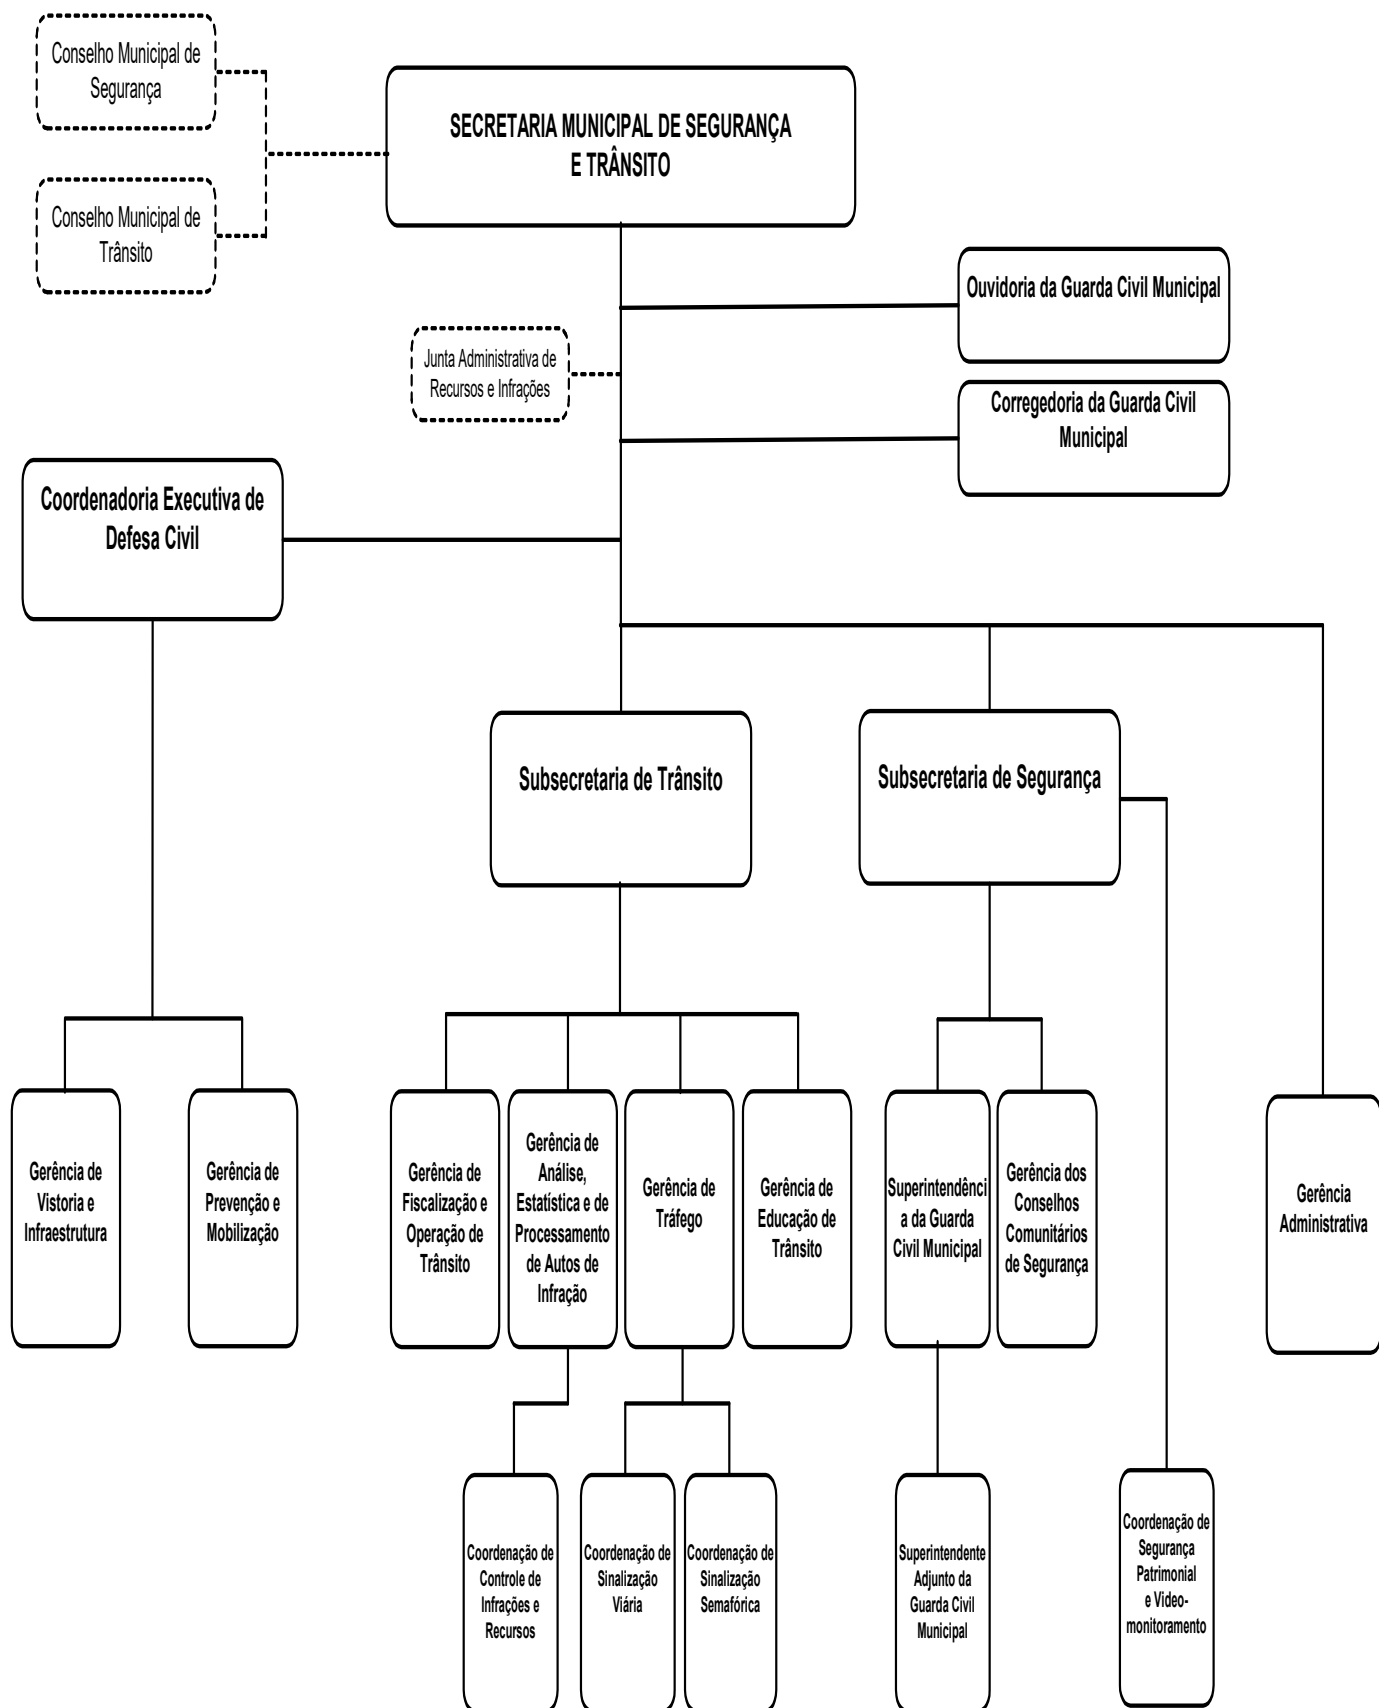 Conselho Municipal de
Segurança
SECRETARIA MUNICIPAL DE SEGURANÇA
E TRÂNSITO
Conselho Municipal de
Trânsito
Ouvidoria da Guarda Civil Municipal
Junta Administrativa de
Recursos e Infrações
Corregedoria da Guarda Civil
Municipal
Coordenadoria Executiva de
Defesa Civil
Subsecretaria de Trânsito
Subsecretaria de Segurança
Gerência de
Vistoria e
Infraestrutura
Gerência de
Prevenção e
Mobilização
Gerência de
Fiscalização e
Operação de
Trânsito
Gerência de
Análise,
Estatística e de
Processamento
de Autos de
Infração
Gerência de
Tráfego
Gerência de
Educação de
Trânsito
Superintendênci
a da Guarda
Civil Municipal
Gerência dos
Conselhos
Comunitários
de Segurança
Gerência
Administrativa
Coordenação de
Controle de
Infrações e
Recursos
Coordenação de
Sinalização
Viária
Coordenação de
Sinalização
Semafórica
Superintendente
Adjunto da
Guarda Civil
Municipal
Coordenação de
Segurança
Patrimonial
e Video-
monitoramento